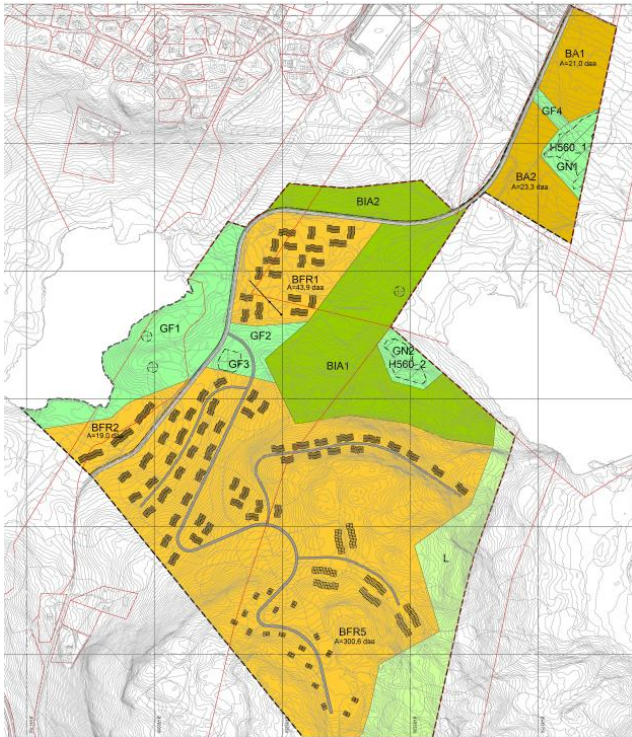 BA1
A=21,0 daa
GF4
H560_1
GN1
BA2
A=23,3 daa
BIA2
BFR1
A=43,9 daa
GF1
GF2
GN2
H560_2
GF3
BIA1
BFR2
A=19,0 daa
L
BFR5
A=300,6 daa